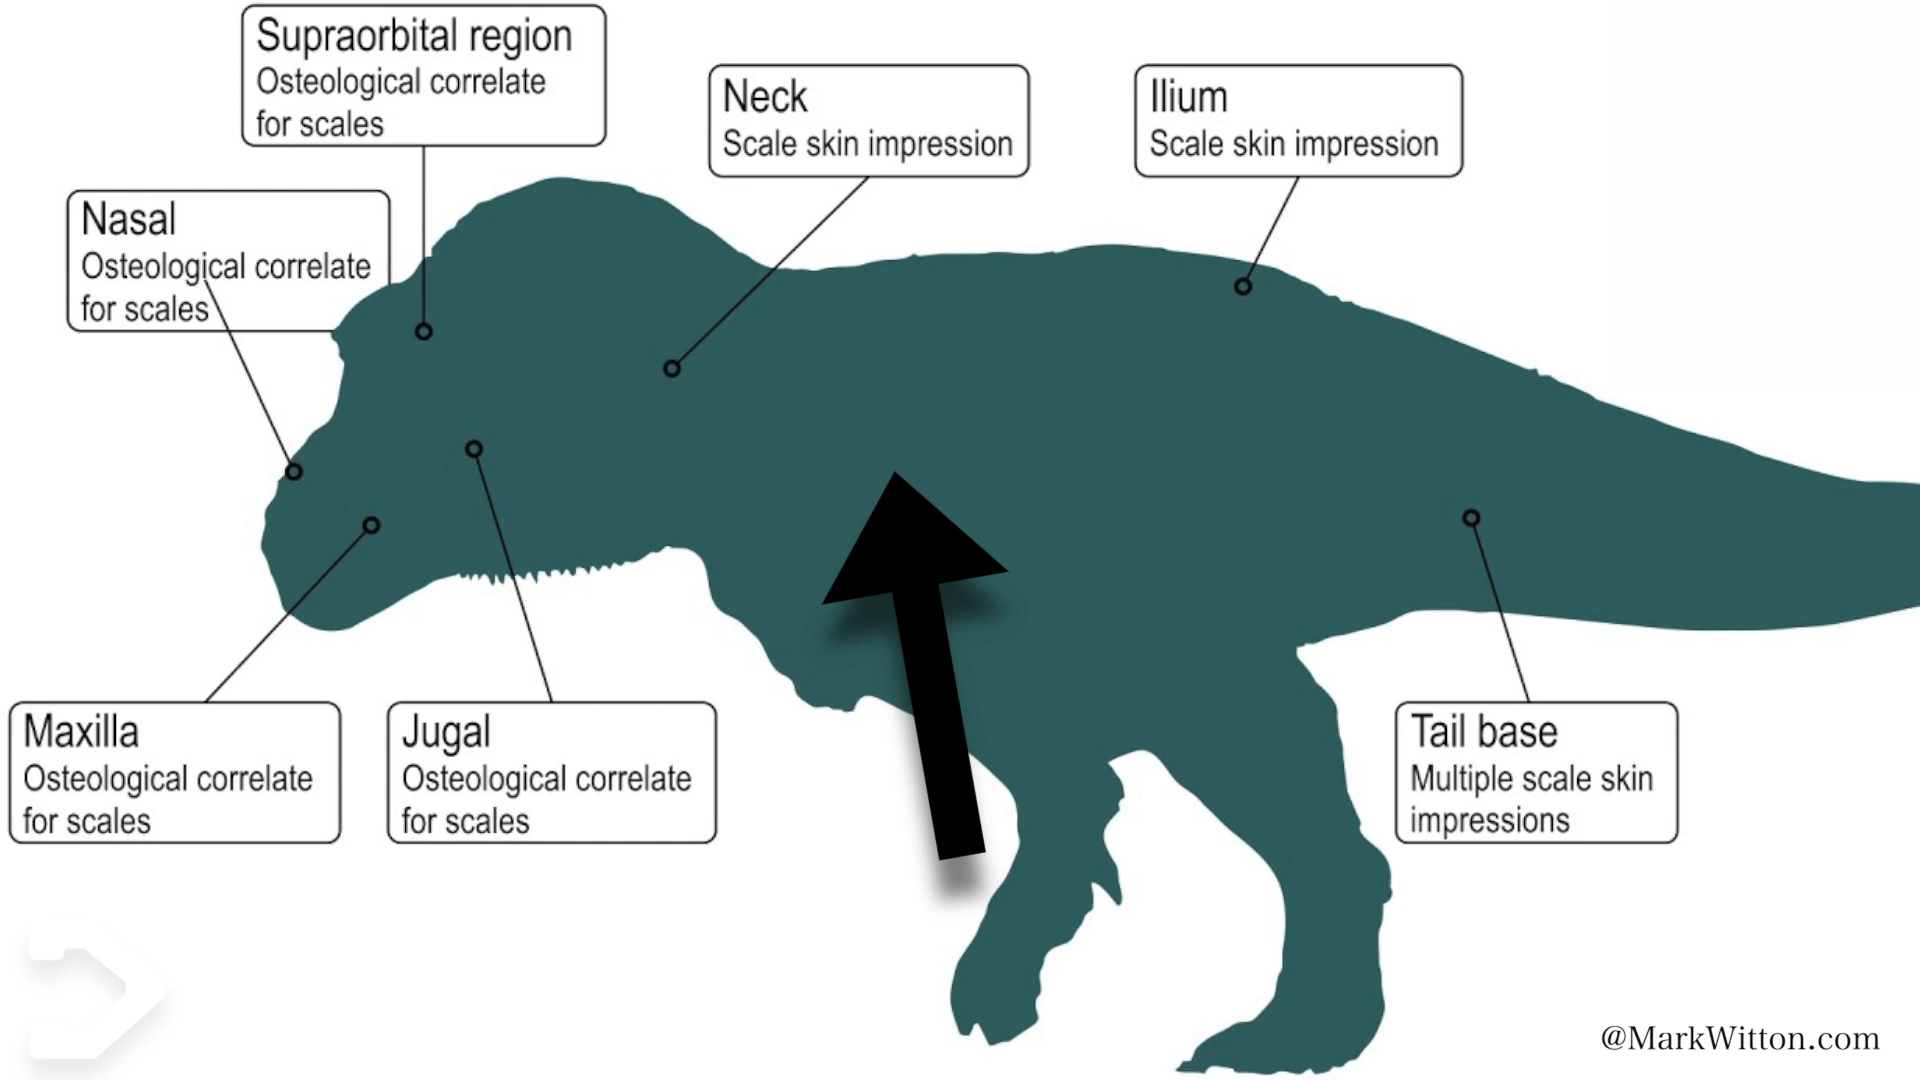 Supraorbital region
Osteological correlate
for scales
Neck
Scale skin impression
Ilium
Scale skin impression
Nasal
Osteological correlate
for scales
Maxilla
Osteological correlate
for scales
Jugal
Osteological correlate
for scales
Tail base
Multiple scale skin
impressions
@MarkWitton.com